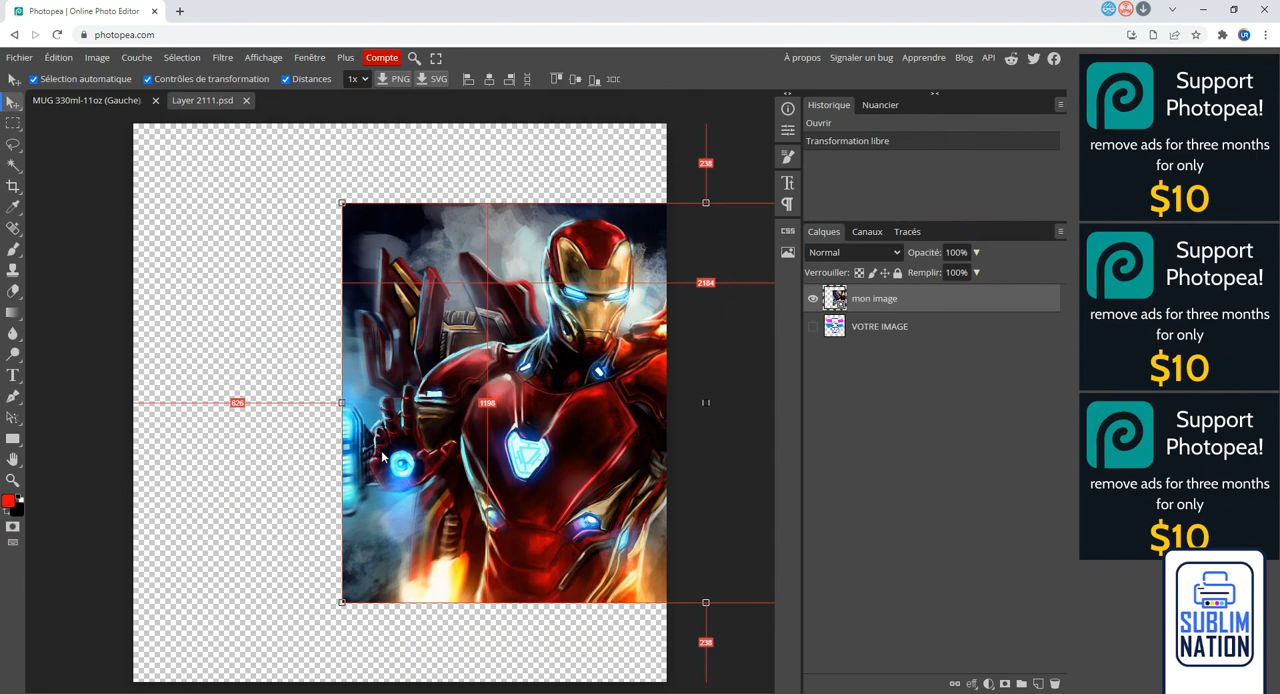 Photopea | Online Photo Editor
photopea.com
Fichier Édition Image Couche Sélection Filtre Affichage Fenêtre Plus Compte
À propos Signaler un bug Apprendre Blog API
Sélection automatique Contrôles de transformation Distances 1x PNG SVG
MUG 330ml-11oz (Gauche) Layer 2111.psd
Historique Nuancier
Ouvrir
Transformation libre
CSS
Calques Canaux Tracés
Normal Opacité: 100%
Verrouiller: Remplir: 100%
mon image
VOTRE IMAGE
eff
238
2184
626
1198
238
Support
Photopea!
remove ads for three months
for only
$10
Support
Photopea!
remove ads for three months
for only
$10
Support
Photopea!
remove ads for three months
for only
$10
SUBLIM
NATION